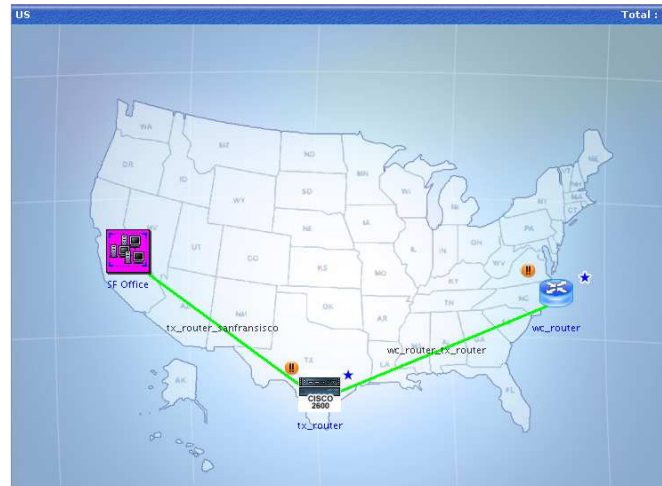 US
Total :
WA
MT
ND
MN
OR
ID
SD
WI
WY
NY
NV
UT
CO
NE
IA
IL
IN
OH
PA
KS
MO
KY
WV
SF Office
AZ
NM
OK
AR
TN
NC
tx_router_sanfransisco
wc_router
wc_router_tx_router
TX
LA
GA
AK
CISCO
2600
FL
tx_router